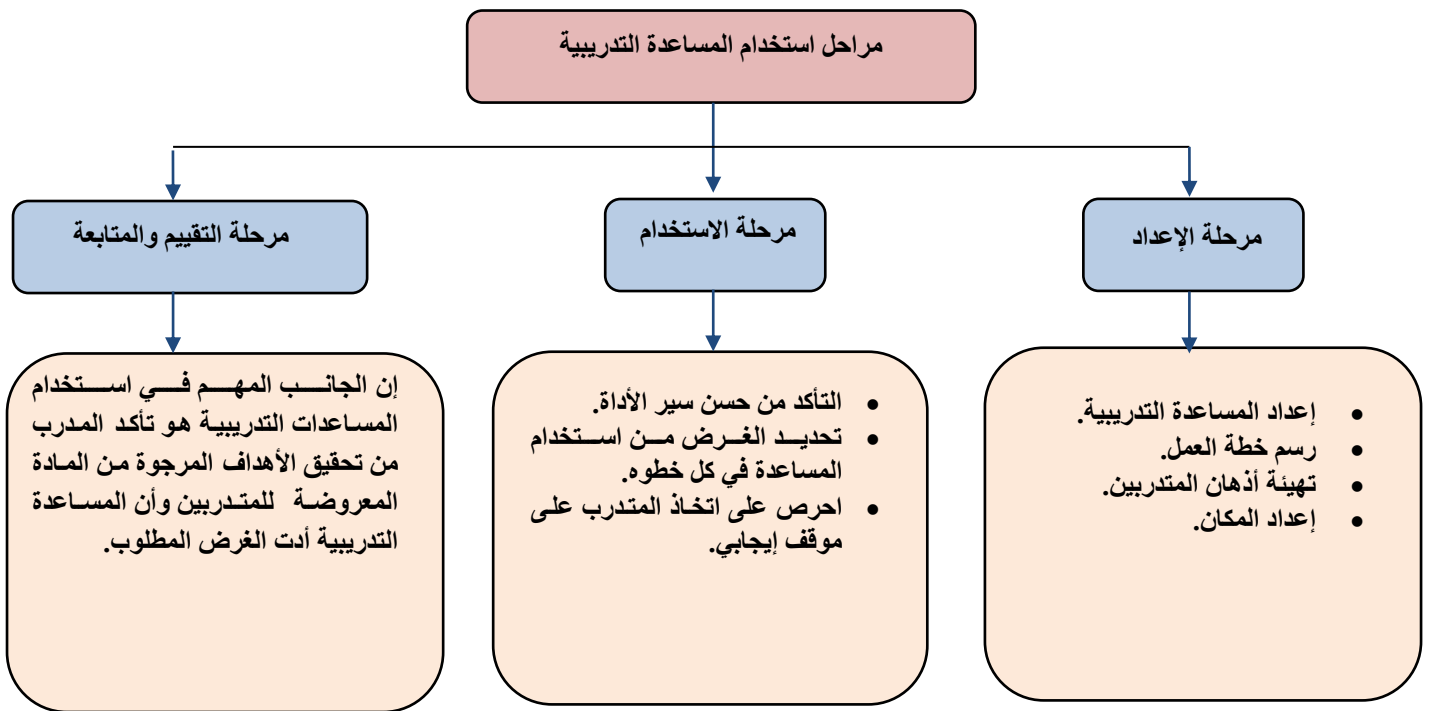 مراحل استخدام المساعدة التدريبية
مرحلة الإعداد
مرحلة الاستخدام
مرحلة التقييم والمتابعة
• إعداد المساعدة التدريبية.
• رسم خطة العمل.
• تهيئة أذهان المتدربين.
• إعداد المكان.
• التأكد من حسن سير الأداة.
• تحديد الغرض من استخدام
المساعدة في كل خطوه.
• احرص على اتخاذ المتدرب على
موقف إيجابي.
إن الجانب المهم في استخدام
المساعدات التدريبية هو تأكد المدرب
من تحقيق الأهداف المرجوة من المادة
المعروضة للمتدربين وأن المساعدة
التدريبية أدت الغرض المطلوب.